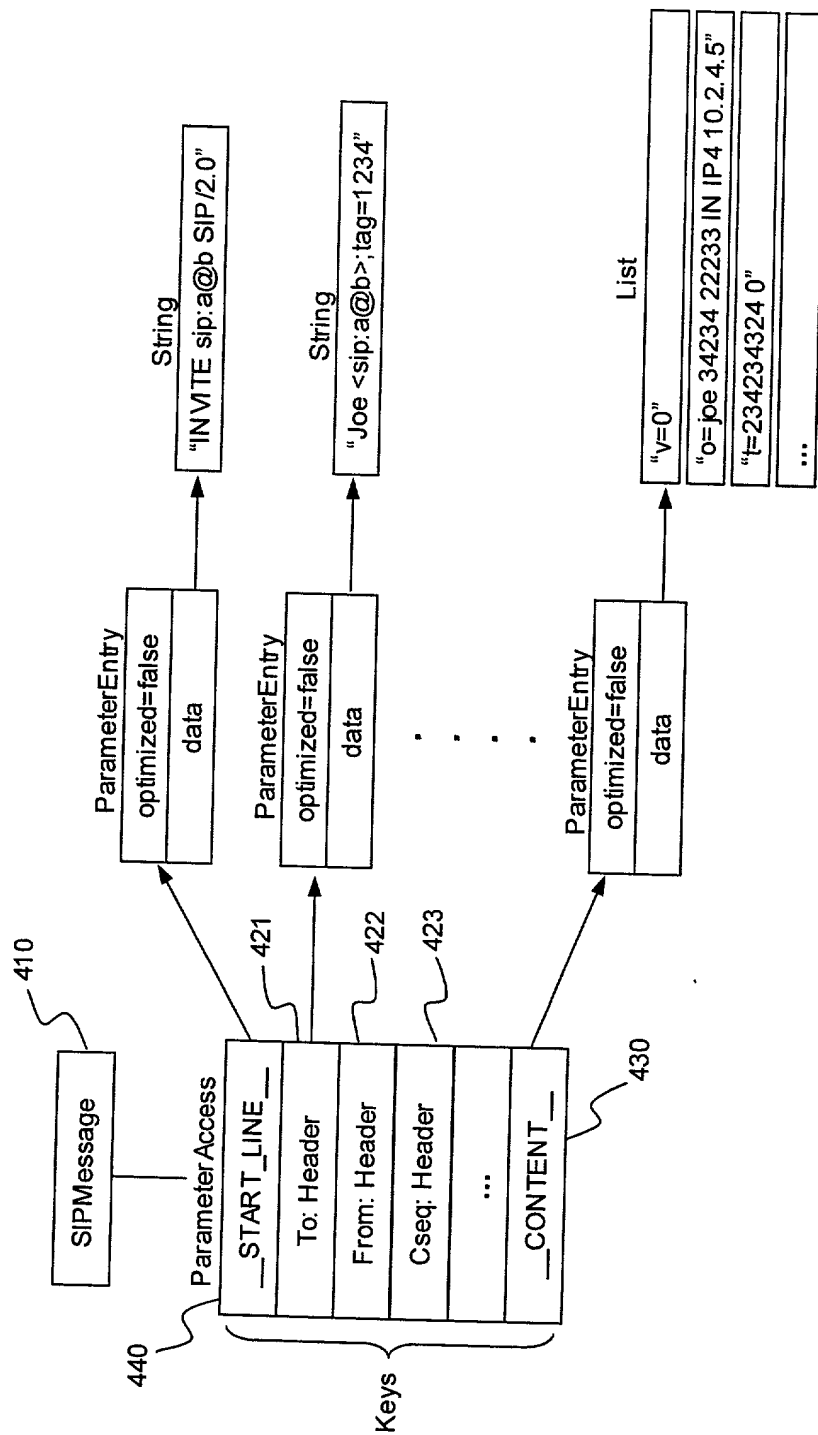 SIPMessage
410
ParameterAccess
440
Keys
__START_LINE__
To: Header
From: Header
Cseq: Header
...
__CONTENT__
421
422
423
430
ParameterEntry
optimized=false
data
String
“INVITE sip:a@b SIP/2.0”
ParameterEntry
optimized=false
data
String
“Joe <sip:a@b>;tag=1234”
. . . .
ParameterEntry
optimized=false
data
List
“v=0”
“o=joe 34234 22233 IN IP4 10.2.4.5”
“t=234234324 0”
...